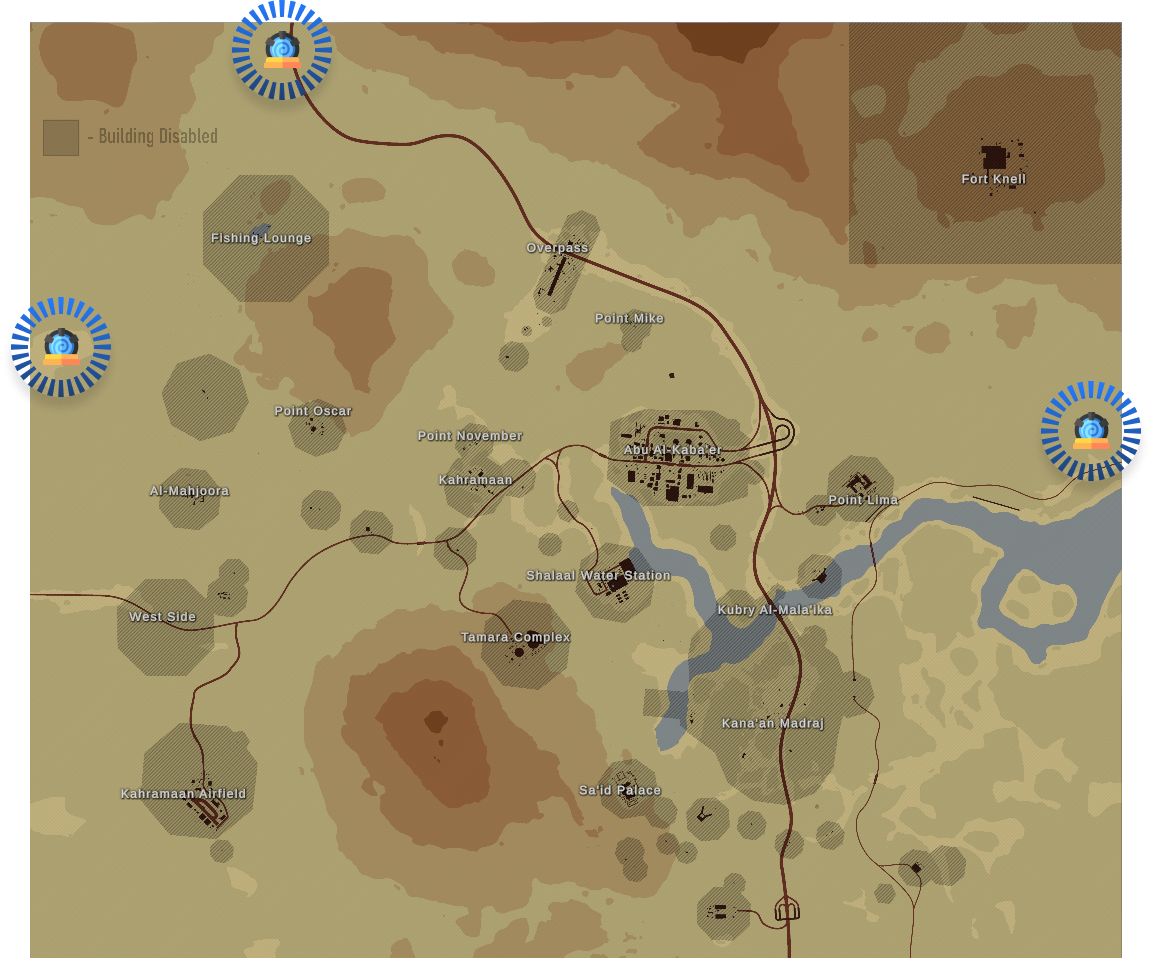 - Building Disabled
Fort Knell
Fishing Lounge
Overpass
Point Mike
Point Oscar
Point November
Abu Al-Kaba'er
Kahramaan
Al-Mahjoora
Point Lima
Shalaal Water Station
Kubry Al-Mala'ika
West Side
Tamara Complex
Kana'an Madraj
Sa'id Palace
Kahramaan Airfield